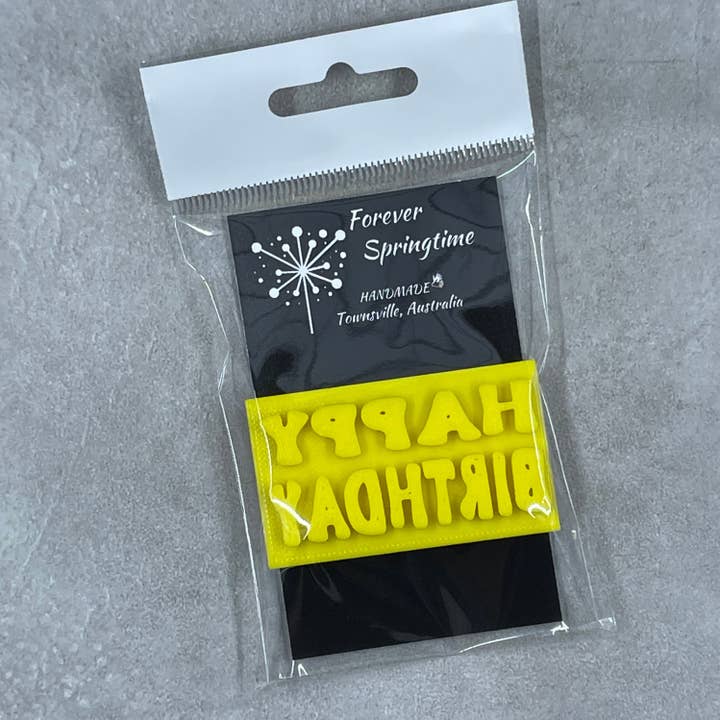 Forever
Springtime
HANDMADE
Townsville, Australia
HAPPY
BIRTHDAY